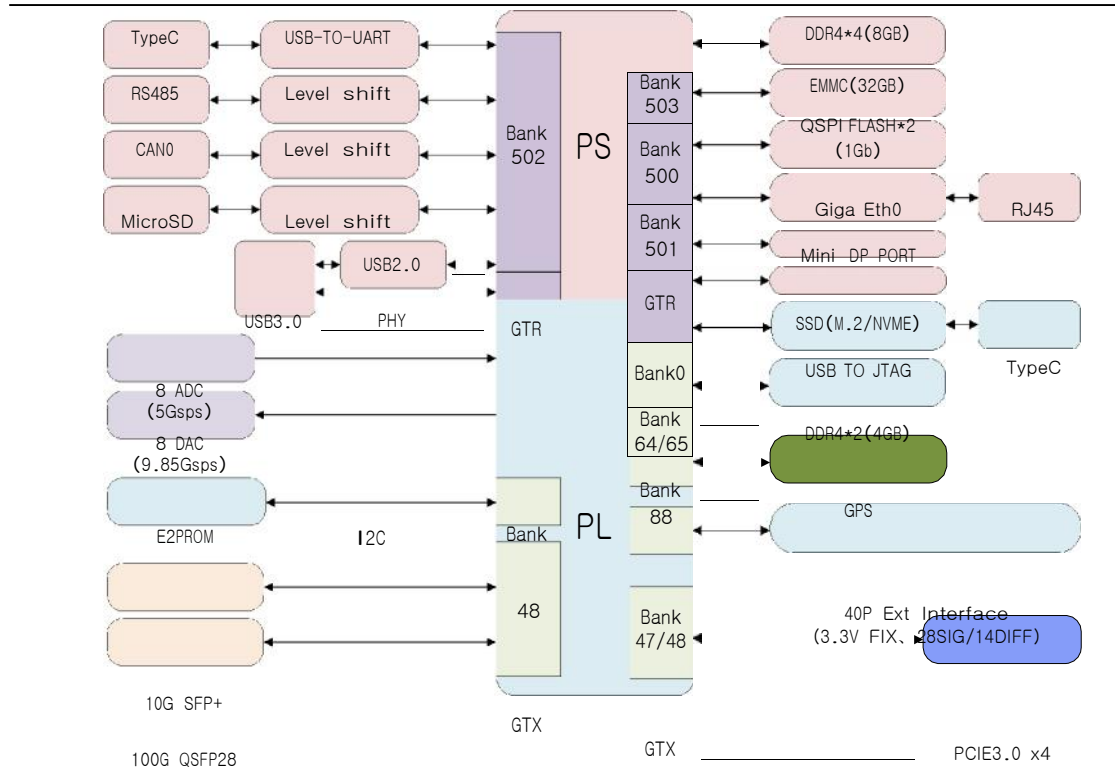 TypeC
USB-TO-UART
DDR4*4(8GB)
RS485
Level shift
Bank
503
EMMC(32GB)
CAN0
Level shift
Bank
502
PS
Bank
500
QSPI FLASH*2
(1Gb)
MicroSD
Level shift
Bank
501
Giga Eth0
RJ45
USB2.0
Mini DP PORT
USB3.0
PHY
GTR
GTR
SSD(M.2/NVME)
TypeC
8 ADC
(5Gsps)
Bank0
USB TO JTAG
8 DAC
(9.85Gsps)
Bank
64/65
DDR4*2(4GB)
E2PROM
I2C
Bank
PL
Bank
88
GPS
48
Bank
47/48
40P Ext Interface
(3.3V FIX、28SIG/14DIFF)
10G SFP+
GTX
100G QSFP28
GTX
PCIE3.0 x4